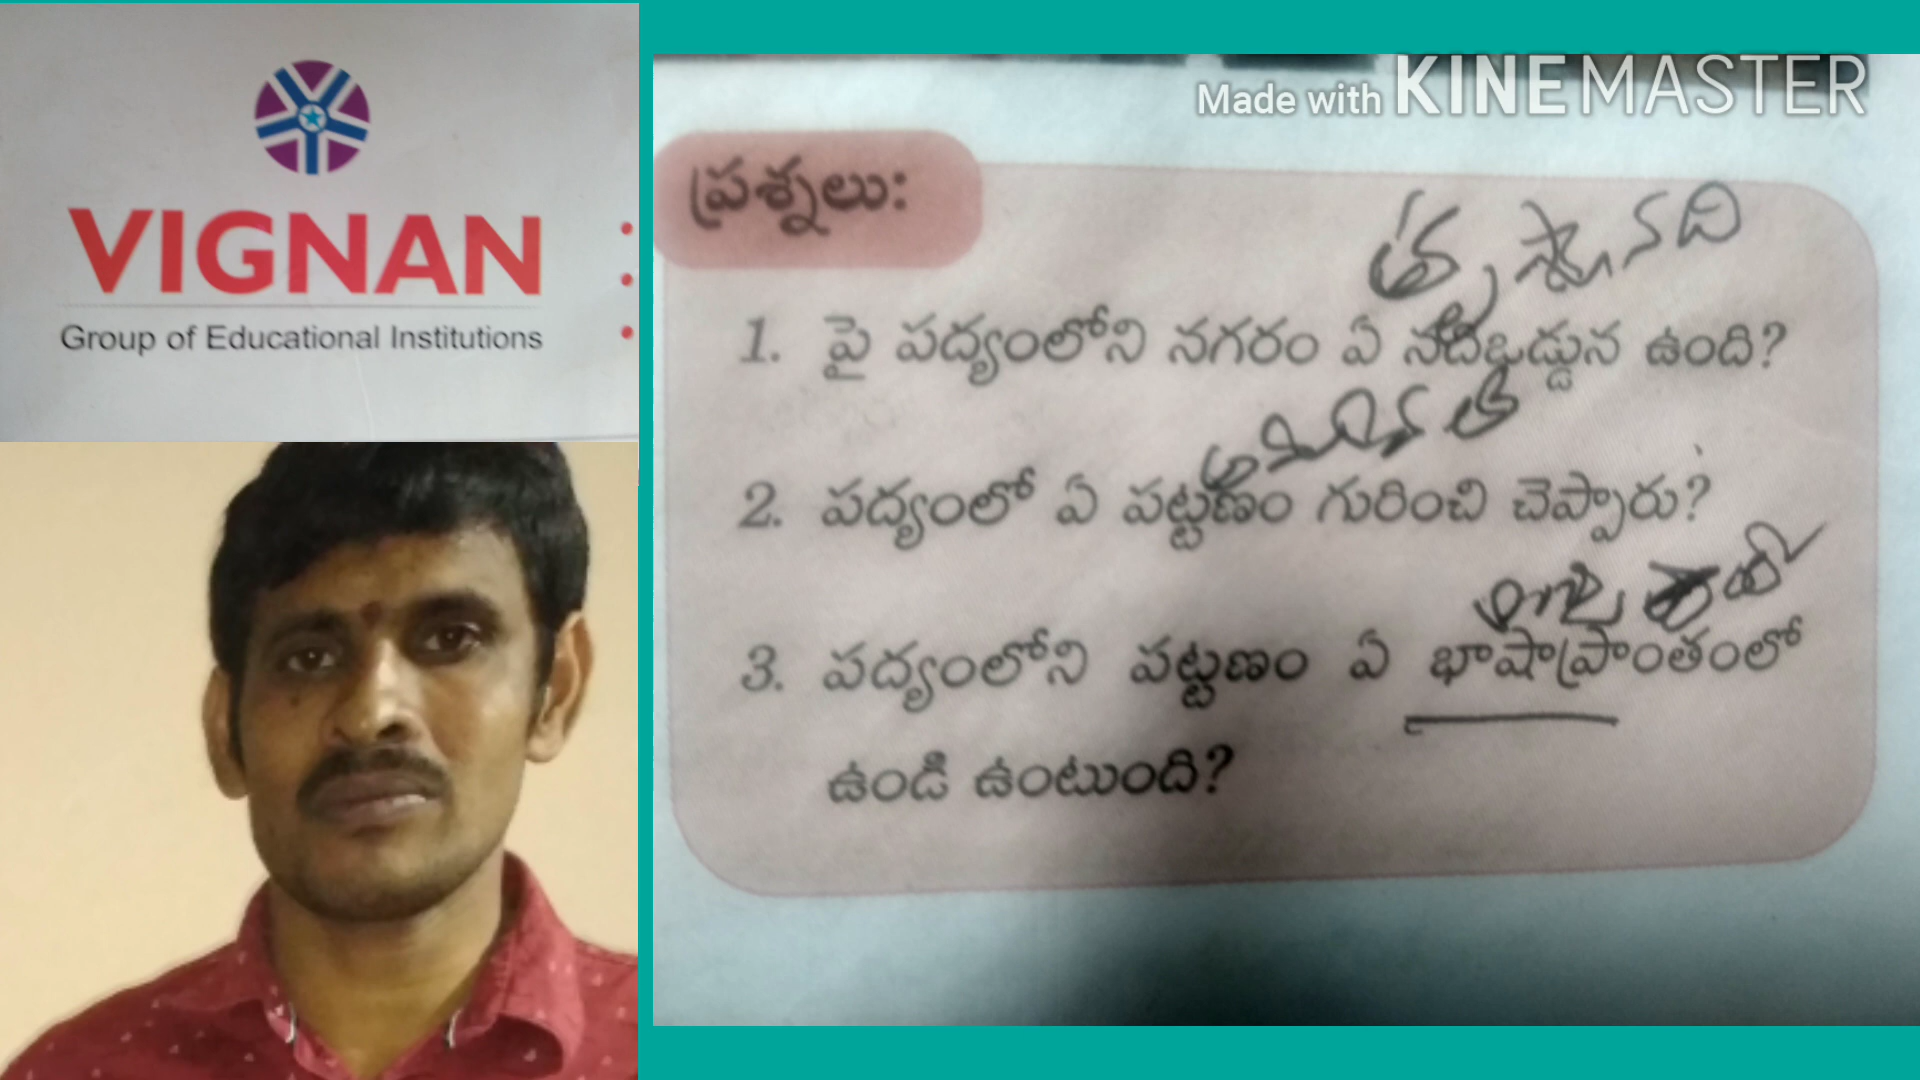 VIGNAN
Group of Educational Institutions
Made with KINEMASTER
ప్రశ్నలు:
నది
1. పై పద్యంలోని నగరం ఏ నదిఒడ్డున ఉంది?
2. పద్యంలో ఏ పట్టణం గురించి చెప్పారు?
3. పద్యంలోని పట్టణం ఏ భాషాప్రాంతంలో
ఉండి ఉంటుంది?